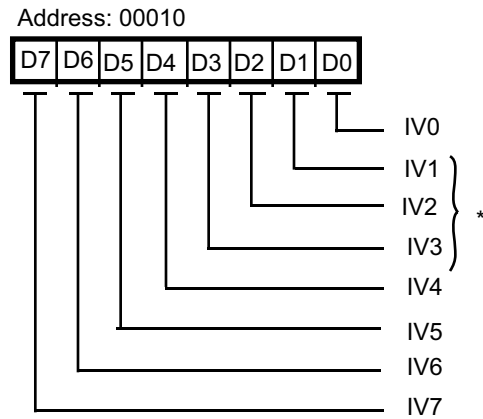 Address: 00010
D7 D6 D5 D4 D3 D2 D1 D0
IV0
IV1
IV2
*
IV3
IV4
IV5
IV6
IV7